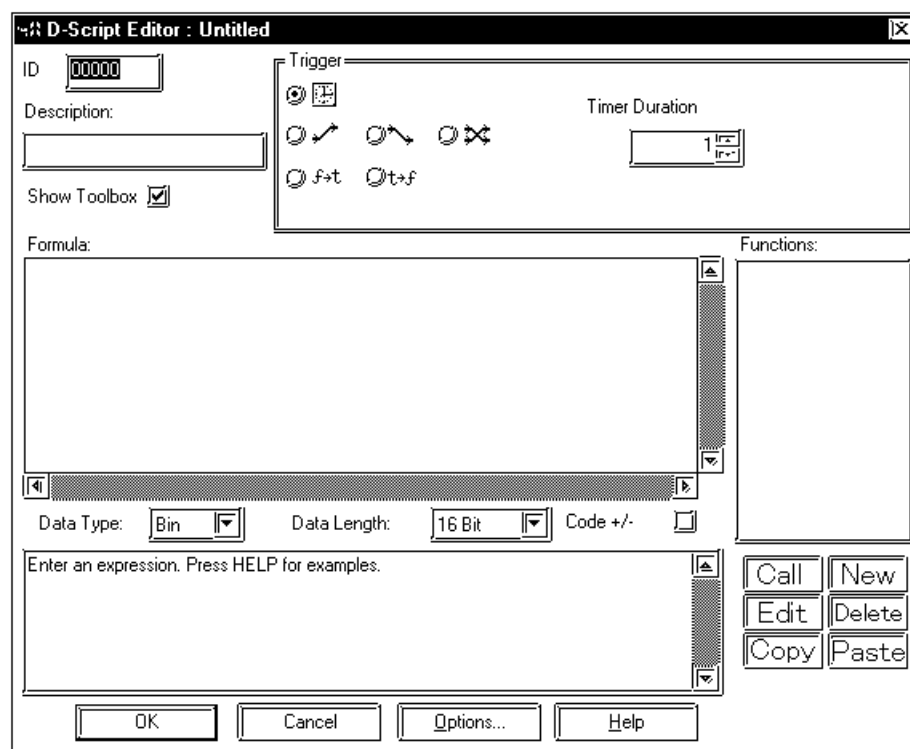 D-Script Editor : Untitled
ID 00000
Description:
Show Toolbox
Trigger
f→t
t→f
Timer Duration
1
Formula:
Functions:
Data Type: Bin
Data Length: 16 Bit
Code +/-
Enter an expression. Press HELP for examples.
Call New
Edit Delete
Copy Paste
OK Cancel Options... Help